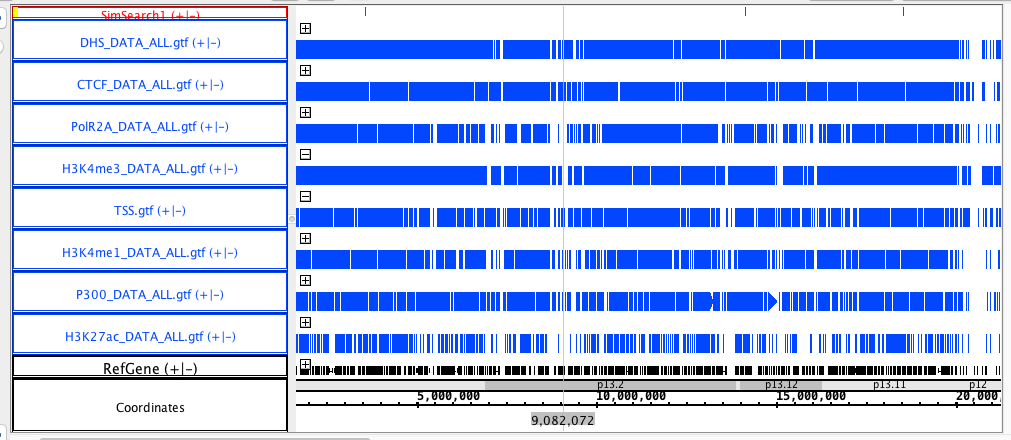 SimSearch1 (+|-)
DHS_DATA_ALL.gtf (+|-)
CTCF_DATA_ALL.gtf (+|-)
PolR2A_DATA_ALL.gtf (+|-)
H3K4me3_DATA_ALL.gtf (+|-)
TSS.gtf (+|-)
H3K4me1_DATA_ALL.gtf (+|-)
P300_DATA_ALL.gtf (+|-)
H3K27ac_DATA_ALL.gtf (+|-)
RefGene (+|-)
p13.2 p13.12 p13.11 p12
Coordinates
5,000,000 10,000,000 15,000,000 20,000
9,082,072